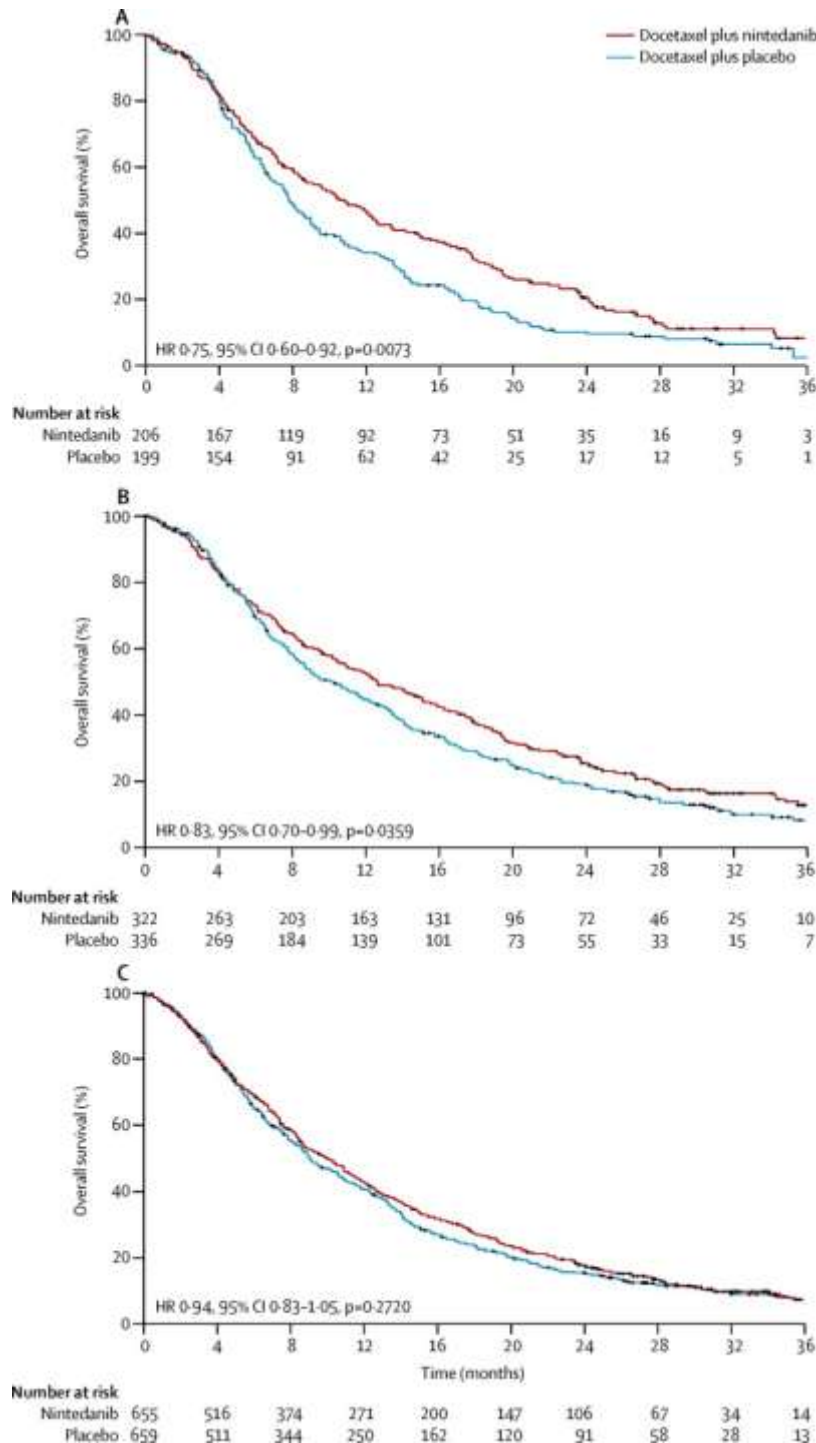 A
Docetaxel plus nintedanib
Docetaxel plus placebo
100
80
60
40
20
0
Overall survival (%)
HR 0·75, 95% CI 0·60–0·92, p=0·0073
0 4 8 12 16 20 24 28 32 36
Number at risk
Nintedanib 206 167 119 92 73 51 35 16 9 3
Placebo 199 154 91 62 42 25 17 12 5 1
B
100
80
60
40
20
0
Overall survival (%)
HR 0·83, 95% CI 0·70–0·99, p=0·0359
0 4 8 12 16 20 24 28 32 36
Number at risk
Nintedanib 322 263 203 163 131 96 72 46 25 10
Placebo 336 269 184 139 101 73 55 33 15 7
C
100
80
60
40
20
0
Overall survival (%)
HR 0·94, 95% CI 0·83–1·05, p=0·2720
0 4 8 12 16 20 24 28 32 36
Time (months)
Number at risk
Nintedanib 655 516 374 271 200 147 106 67 34 14
Placebo 659 511 344 250 162 120 91 58 28 13